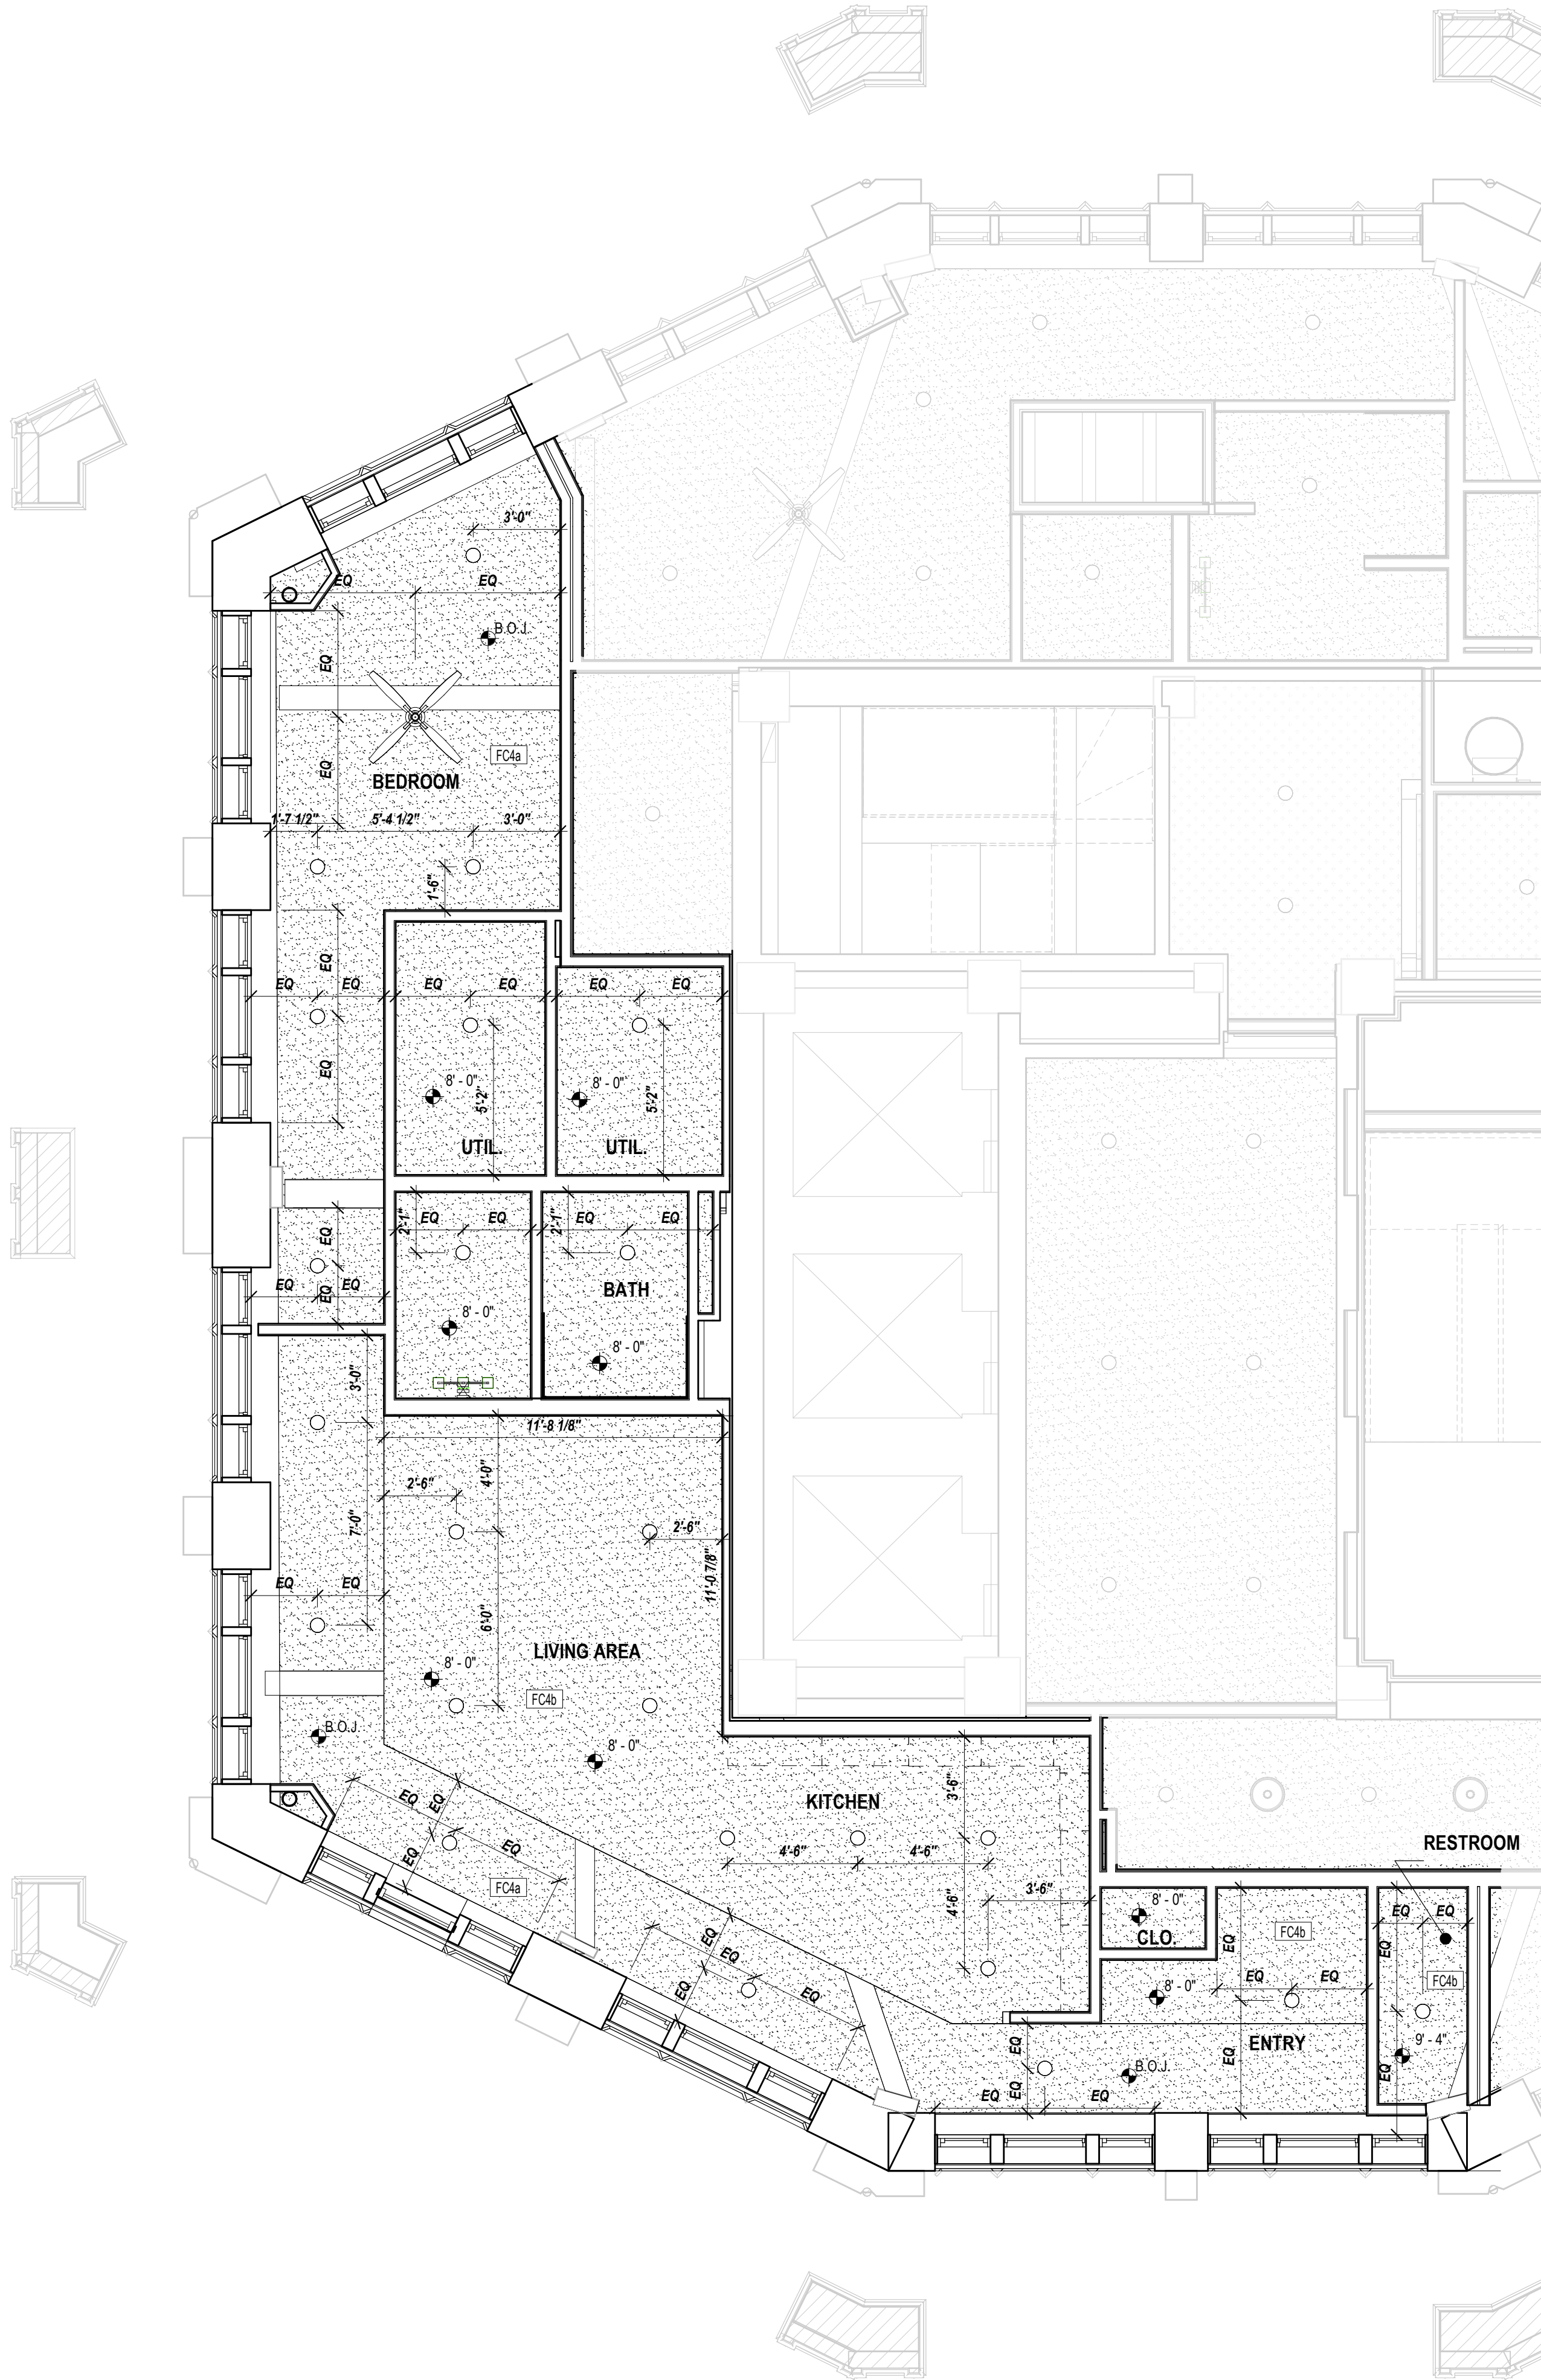 3'-0"
EQ
EQ
B.O.J.
EQ
FC4a
EQ
BEDROOM
1'-7 1/2"
5'-4 1/2"
3'-0"
1'-6"
EQ
EQ
EQ
EQ
EQ
EQ
EQ
EQ
8' - 0"
8' - 0"
5'-2"
5'-2"
UTIL.
UTIL.
2'-1"
EQ
EQ
2'-1"
EQ
EQ
EQ
EQ
EQ
EQ
BATH
8' - 0"
8' - 0"
3'-0"
11'-8 1/8"
4'-0"
2'-6"
7'-0"
2'-6"
11'-0 7/8"
EQ
EQ
6'-0"
LIVING AREA
8' - 0"
FC4b
B.O.J.
8' - 0"
EQ
EQ
EQ
EQ
FC4a
KITCHEN
3'-6"
4'-6"
4'-6"
4'-6"
3'-6"
RESTROOM
8' - 0"
CLO.
FC4b
EQ
EQ
EQ
EQ
EQ
EQ
EQ
EQ
EQ
EQ
8' - 0"
EQ
FC4b
9' - 4"
ENTRY
EQ
EQ
B.O.J.
EQ
EQ
EQ
EQ